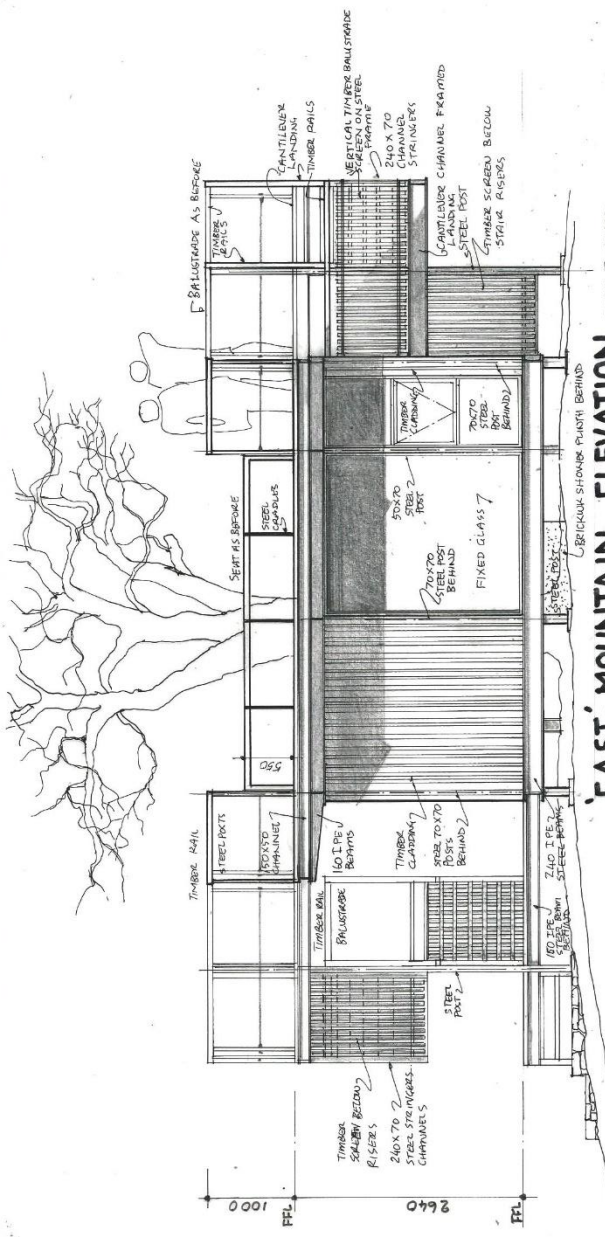 TIMBER RAIL
STEEL POSTS
150X50
CHANNEL
160 IPE
BEAMS
TIMBER RAIL
BALUSTRADE
TIMBER
SCREEN BELOW
RISERS
240X70
STEEL STRINGERS
CHANNELS
STEEL
POST
TIMBER
CLADDING
STEEL 70X70
POSTS
BEHIND
180 IPE
STEEL BEAM
BEHIND
240 IPE
STEEL BEAMS
550
SEAT AS BEFORE
STEEL
CRADLES
70X70
STEEL POST
BEHIND
FIXED GLASS
50X70
STEEL
POST
TIMBER
CLADDING
70X70
STEEL
POST
BEHIND
STEEL POST
BRICKWK SHOWER PLINTH BEHIND
BALUSTRADE AS BEFORE
TIMBER
RAILS
CANTILEVER
LANDING
TIMBER RAILS
VERTICAL TIMBER BALUSTRADE
SCREEN ON STEEL
FRAME
240 X 70
CHANNEL
STRINGERS
CANTILEVER CHANNEL FRAMED
LANDING
STEEL POST
TIMBER SCREEN BELOW
STAIR RISERS
1000
FFL
2640
FFL
'EAST' MOUNTAIN ELEVATION